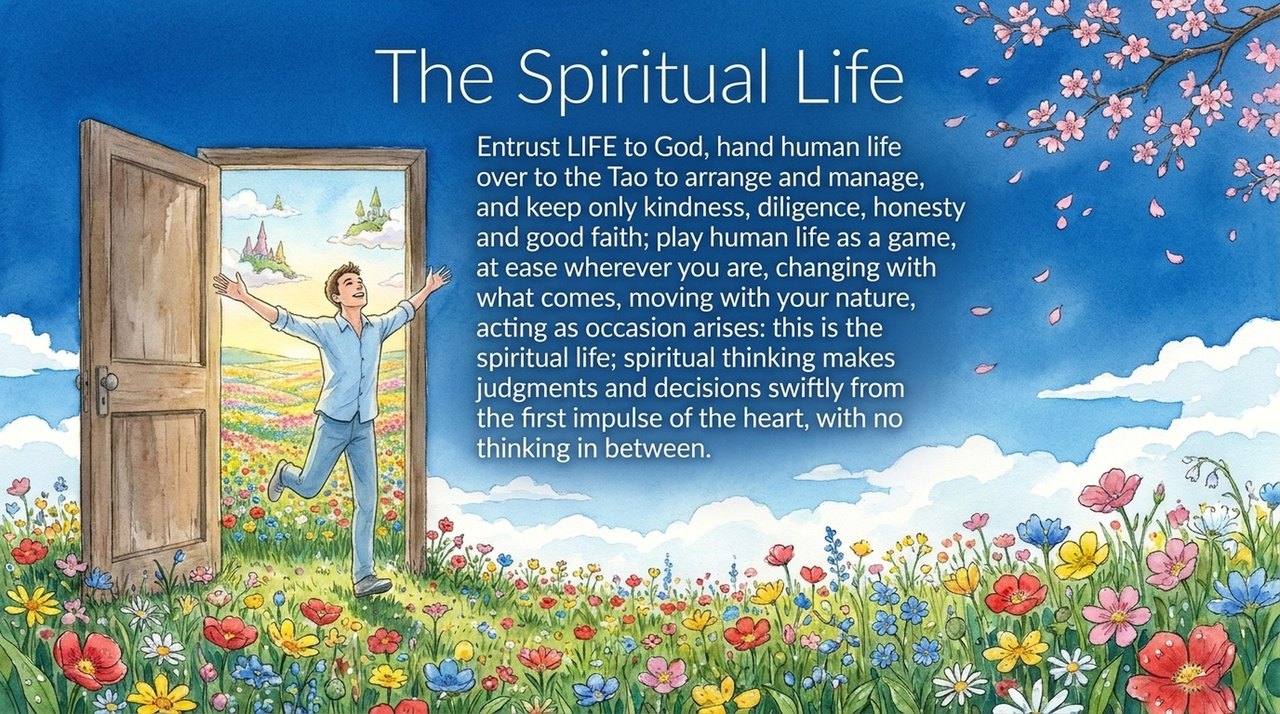 The Spiritual Life
Entrust LIFE to God, hand human life
over to the Tao to arrange and manage,
and keep only kindness, diligence, honesty
and good faith; play human life as a game,
at ease wherever you are, changing with
what comes, moving with your nature,
acting as occasion arises: this is the
spiritual life; spiritual thinking makes
judgments and decisions swiftly from
the first impulse of the heart, with no
thinking in between.